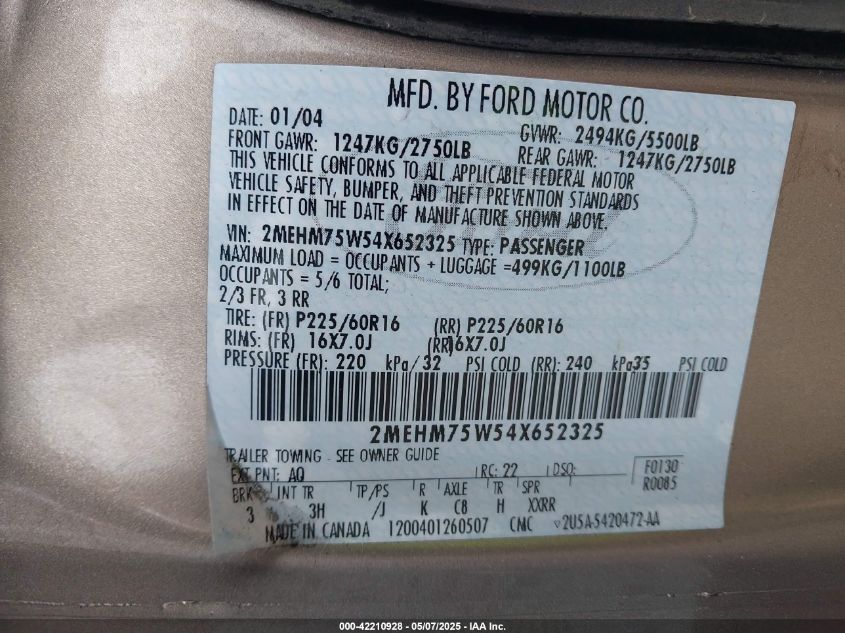 MFD. BY FORD MOTOR CO.
DATE: 01/04 GVWR: 2494KG/5500LB
FRONT GAWR: 1247KG/2750LB REAR GAWR: 1247KG/2750LB
THIS VEHICLE CONFORMS TO ALL APPLICABLE FEDERAL MOTOR
VEHICLE SAFETY, BUMPER, AND THEFT PREVENTION STANDARDS
IN EFFECT ON THE DATE OF MANUFACTURE SHOWN ABOVE.
VIN: 2MEHM75W54X652325 TYPE: PASSENGER
MAXIMUM LOAD = OCCUPANTS + LUGGAGE =499KG/1100LB
OCCUPANTS = 5/6 TOTAL;
2/3 FR, 3 RR
TIRE: (FR) P225/60R16 (RR) P225/60R16
RIMS: (FR) 16X7.0J (RR) 16X7.0J
PRESSURE (FR): 220 kPa/ 32 PSI COLD (RR): 240 kPa 35 PSI COLD
2MEHM75W54X652325
TRAILER TOWING - SEE OWNER GUIDE
EXT PNT: AQ RC: 22 DSO: F0130
R0085
BRK INT TR TP/PS R AXLE TR SPR
3 3H /J K C8 H XXRR
MADE IN CANADA 1200401260507 CMC 2U5A-5420472-AA
000-42210928 - 05/07/2025 - IAA Inc.